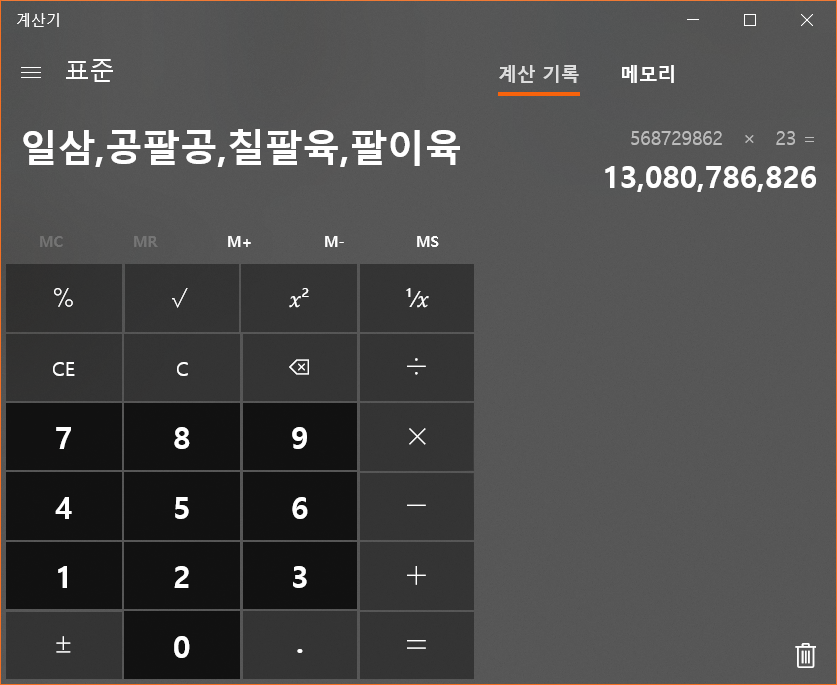 계산기
표준
계산 기록 메모리
일삼,공팔공,칠팔육,팔이육
568729862 × 23 =
13,080,786,826
MC MR M+ M- MS
% √ x² ¹/x
CE C ÷
7 8 9 ×
4 5 6 −
1 2 3 +
± 0 . =